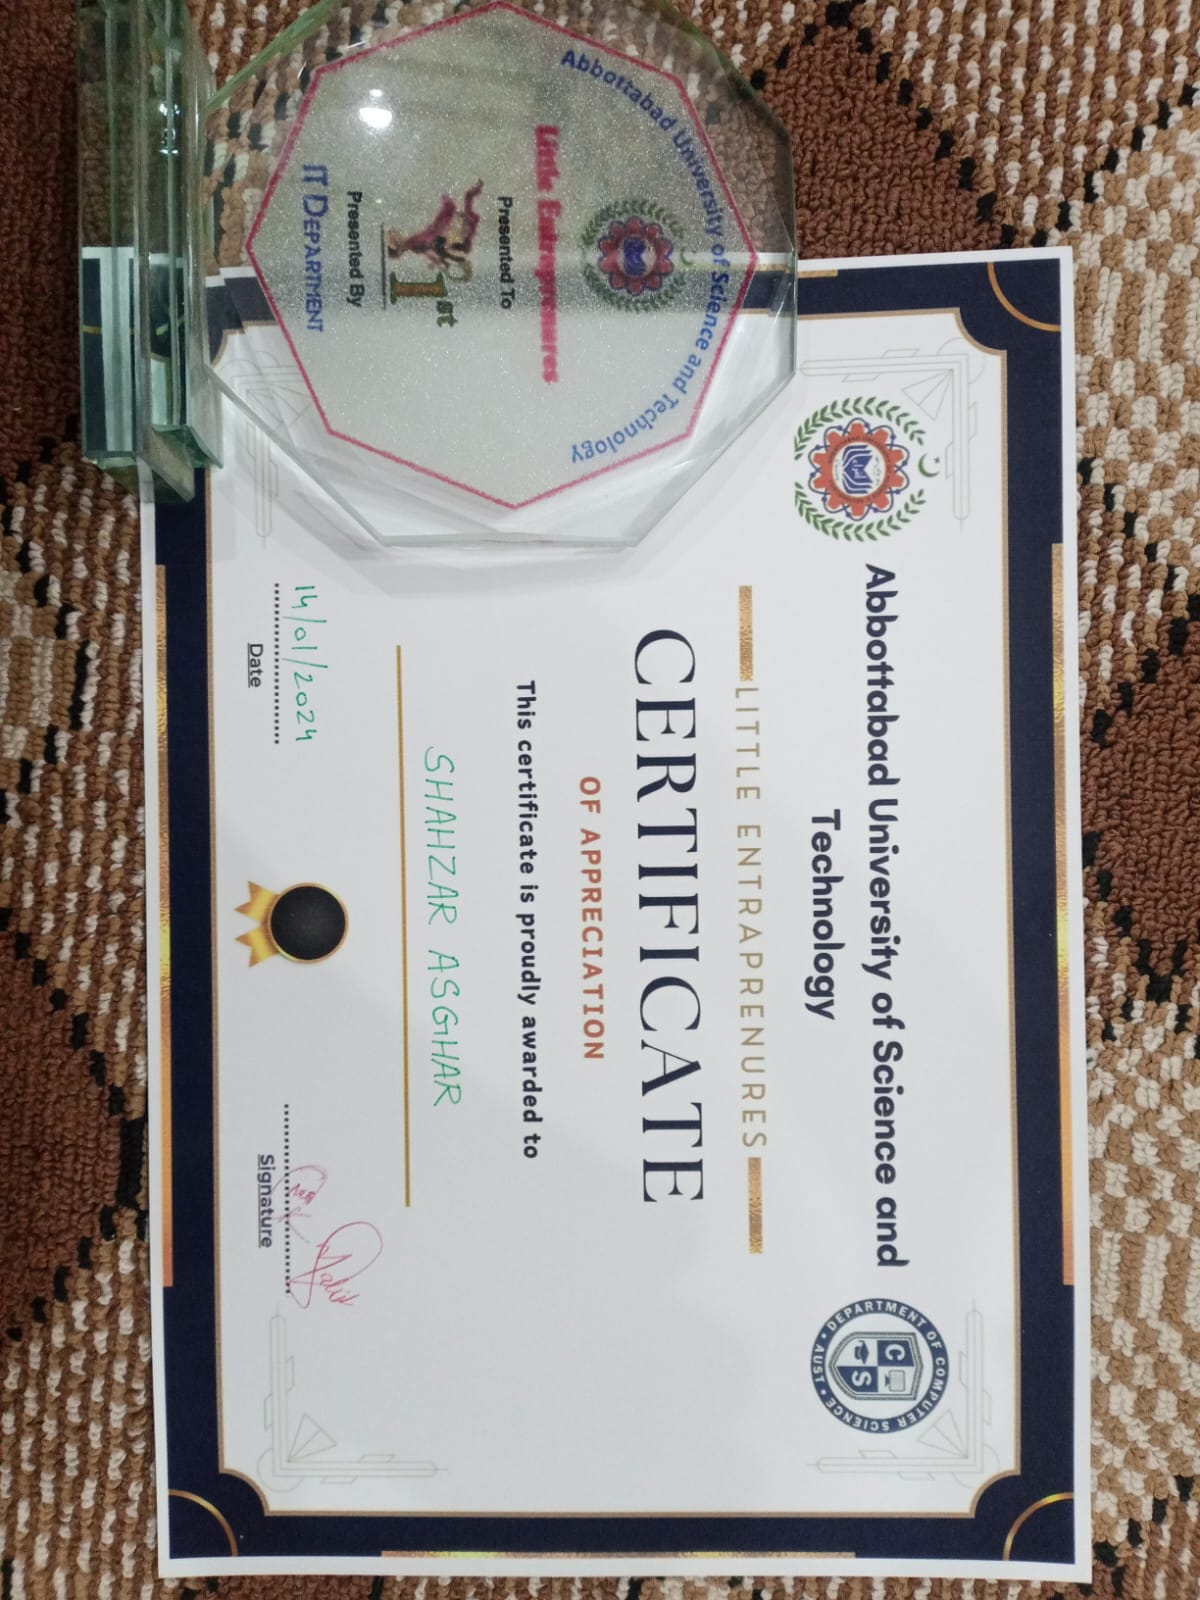 Abbottabad University of Science and
Technology
DEPARTMENT OF COMPUTER SCIENCE
C
S
AUST
LITTLE ENTRAPRENURES
CERTIFICATE
OF APPRECIATION
This certificate is proudly awarded to
SHAHZAR ASGHAR
14/01/2024
Date
Signature
Abbottabad University of Science and Technology
Little Entraprenures
Presented To
1st
Presented By
IT DEPARTMENT